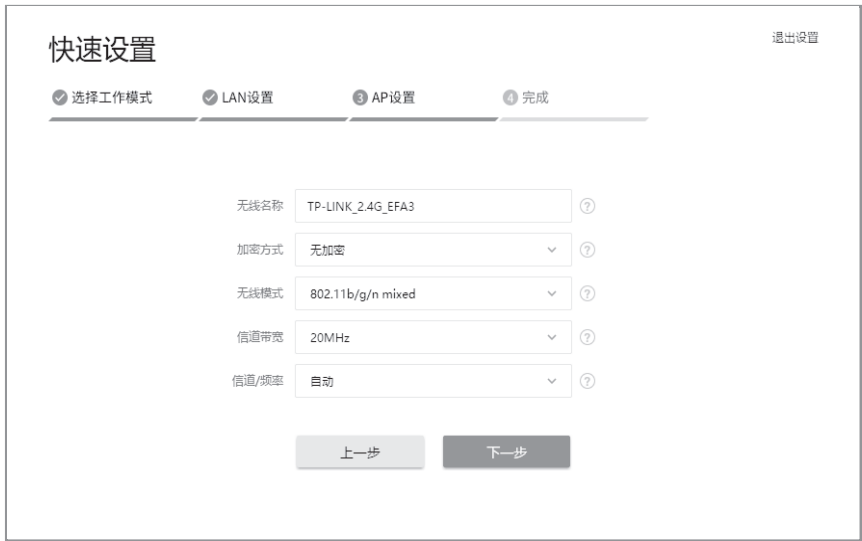 快速设置
退出设置
选择工作模式 LAN设置 3 AP设置 4 完成
无线名称 TP-LINK_2.4G_EFA3 ?
加密方式 无加密 ?
无线模式 802.11b/g/n mixed ?
信道带宽 20MHz ?
信道/频率 自动 ?
上一步 下一步